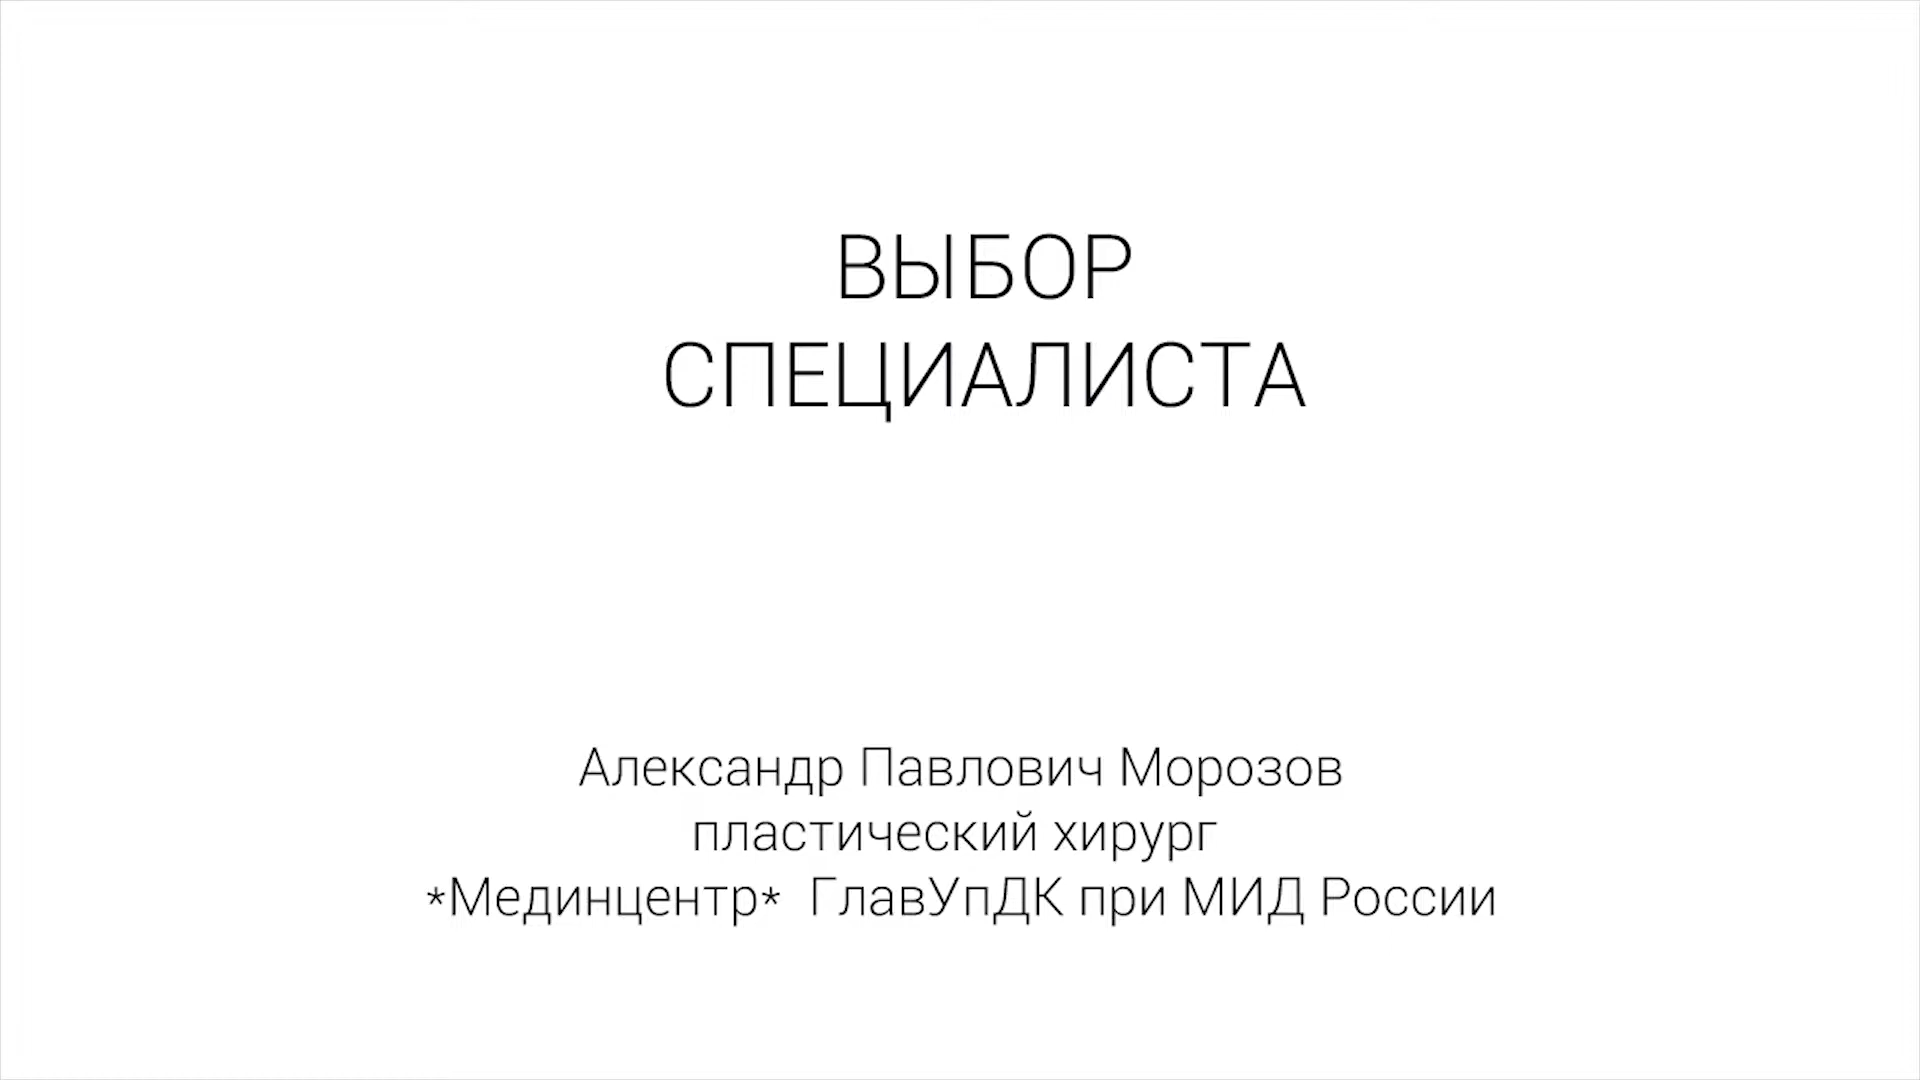 ВЫБОР
СПЕЦИАЛИСТА
Александр Павлович Морозов
пластический хирург
*Мединцентр*  ГлавУпДК при МИД России